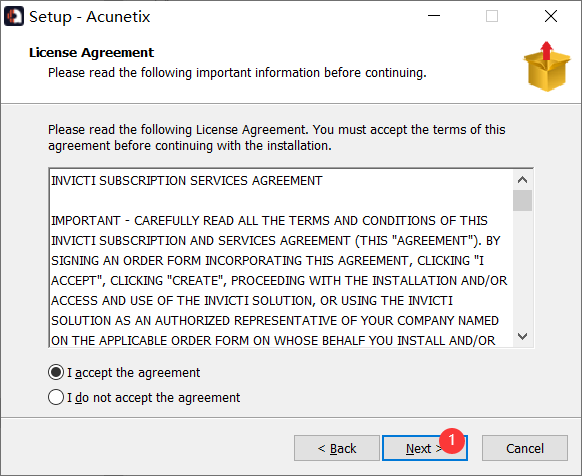 Setup - Acunetix
License Agreement
Please read the following important information before continuing.
Please read the following License Agreement. You must accept the terms of this
agreement before continuing with the installation.
INVICTI SUBSCRIPTION SERVICES AGREEMENT
IMPORTANT - CAREFULLY READ ALL THE TERMS AND CONDITIONS OF THIS
INVICTI SUBSCRIPTION AND SERVICES AGREEMENT (THIS "AGREEMENT"). BY
SIGNING AN ORDER FORM INCORPORATING THIS AGREEMENT, CLICKING "I
ACCEPT", CLICKING "CREATE", PROCEEDING WITH THE INSTALLATION AND/OR
ACCESS AND USE OF THE INVICTI SOLUTION, OR USING THE INVICTI
SOLUTION AS AN AUTHORIZED REPRESENTATIVE OF YOUR COMPANY NAMED
ON THE APPLICABLE ORDER FORM ON WHOSE BEHALF YOU INSTALL AND/OR
I accept the agreement
I do not accept the agreement
< Back
Next >
1
Cancel